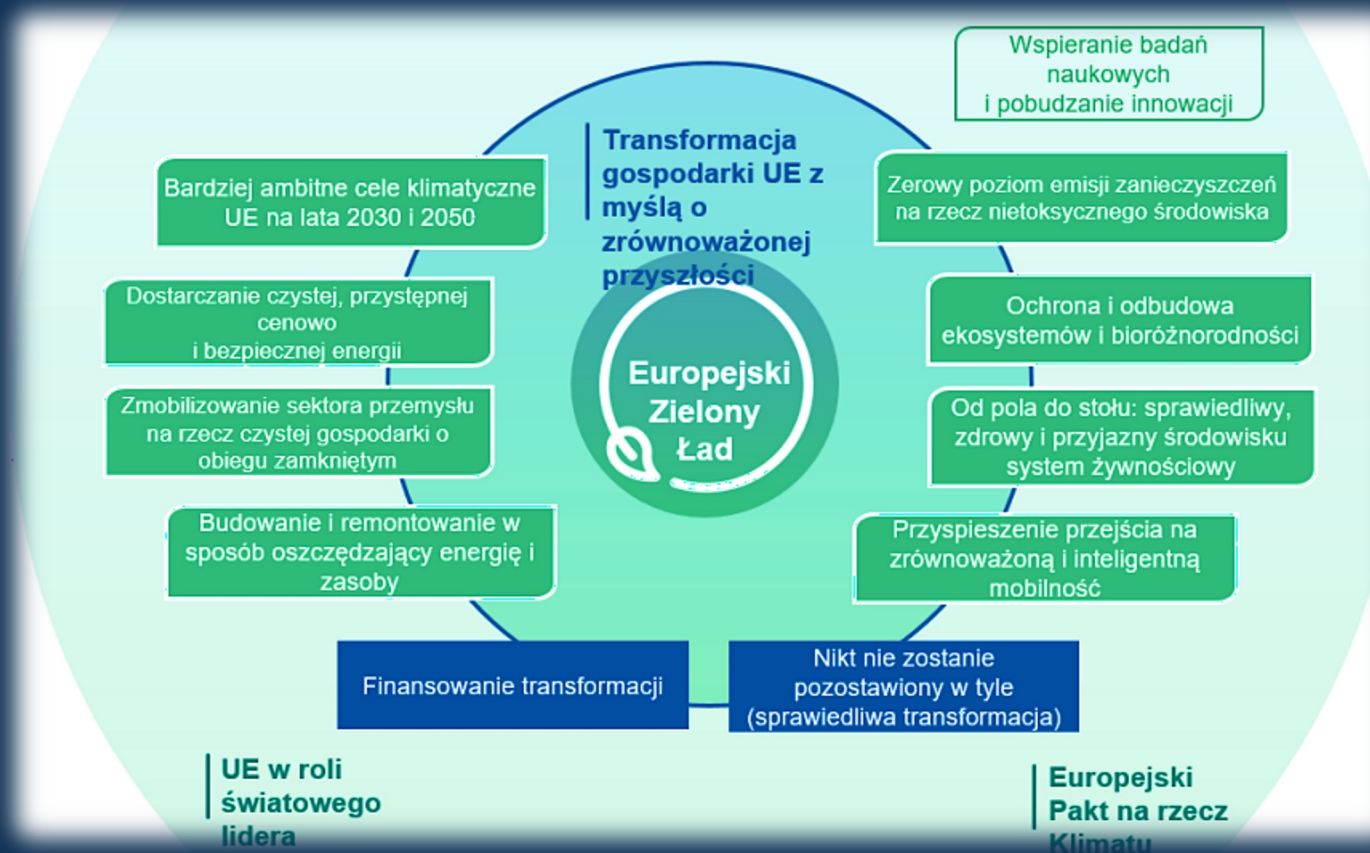 Wspieranie badań
naukowych
i pobudzanie innowacji
Transformacja
gospodarki UE z
myślą o
zrównoważonej
przyszłości
Bardziej ambitne cele klimatyczne
UE na lata 2030 i 2050
Zerowy poziom emisji zanieczyszczeń
na rzecz nietoksycznego środowiska
Dostarczanie czystej, przystępnej
cenowo
i bezpiecznej energii
Ochrona i odbudowa
ekosystemów i bioróżnorodności
Europejski
Zielony
Ład
Zmobilizowanie sektora przemysłu
na rzecz czystej gospodarki o
obiegu zamkniętym
Od pola do stołu: sprawiedliwy,
zdrowy i przyjazny środowisku
system żywnościowy
Budowanie i remontowanie w
sposób oszczędzający energię i
zasoby
Przyspieszenie przejścia na
zrównoważoną i inteligentną
mobilność
Finansowanie transformacji
Nikt nie zostanie
pozostawiony w tyle
(sprawiedliwa transformacja)
UE w roli
światowego
lidera
Europejski
Pakt na rzecz
Klimatu